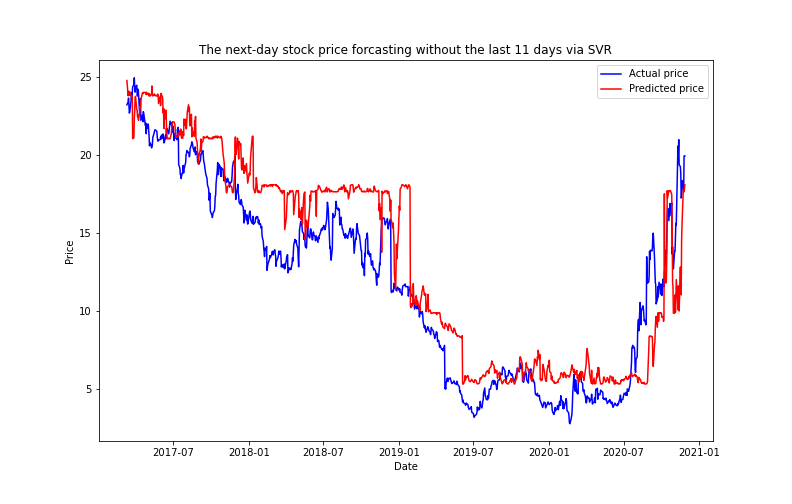 The next-day stock price forcasting without the last 11 days via SVR
Actual price
Predicted price
25
20
15
10
5
Price
2017-07
2018-01
2018-07
2019-01
2019-07
2020-01
2020-07
2021-01
Date